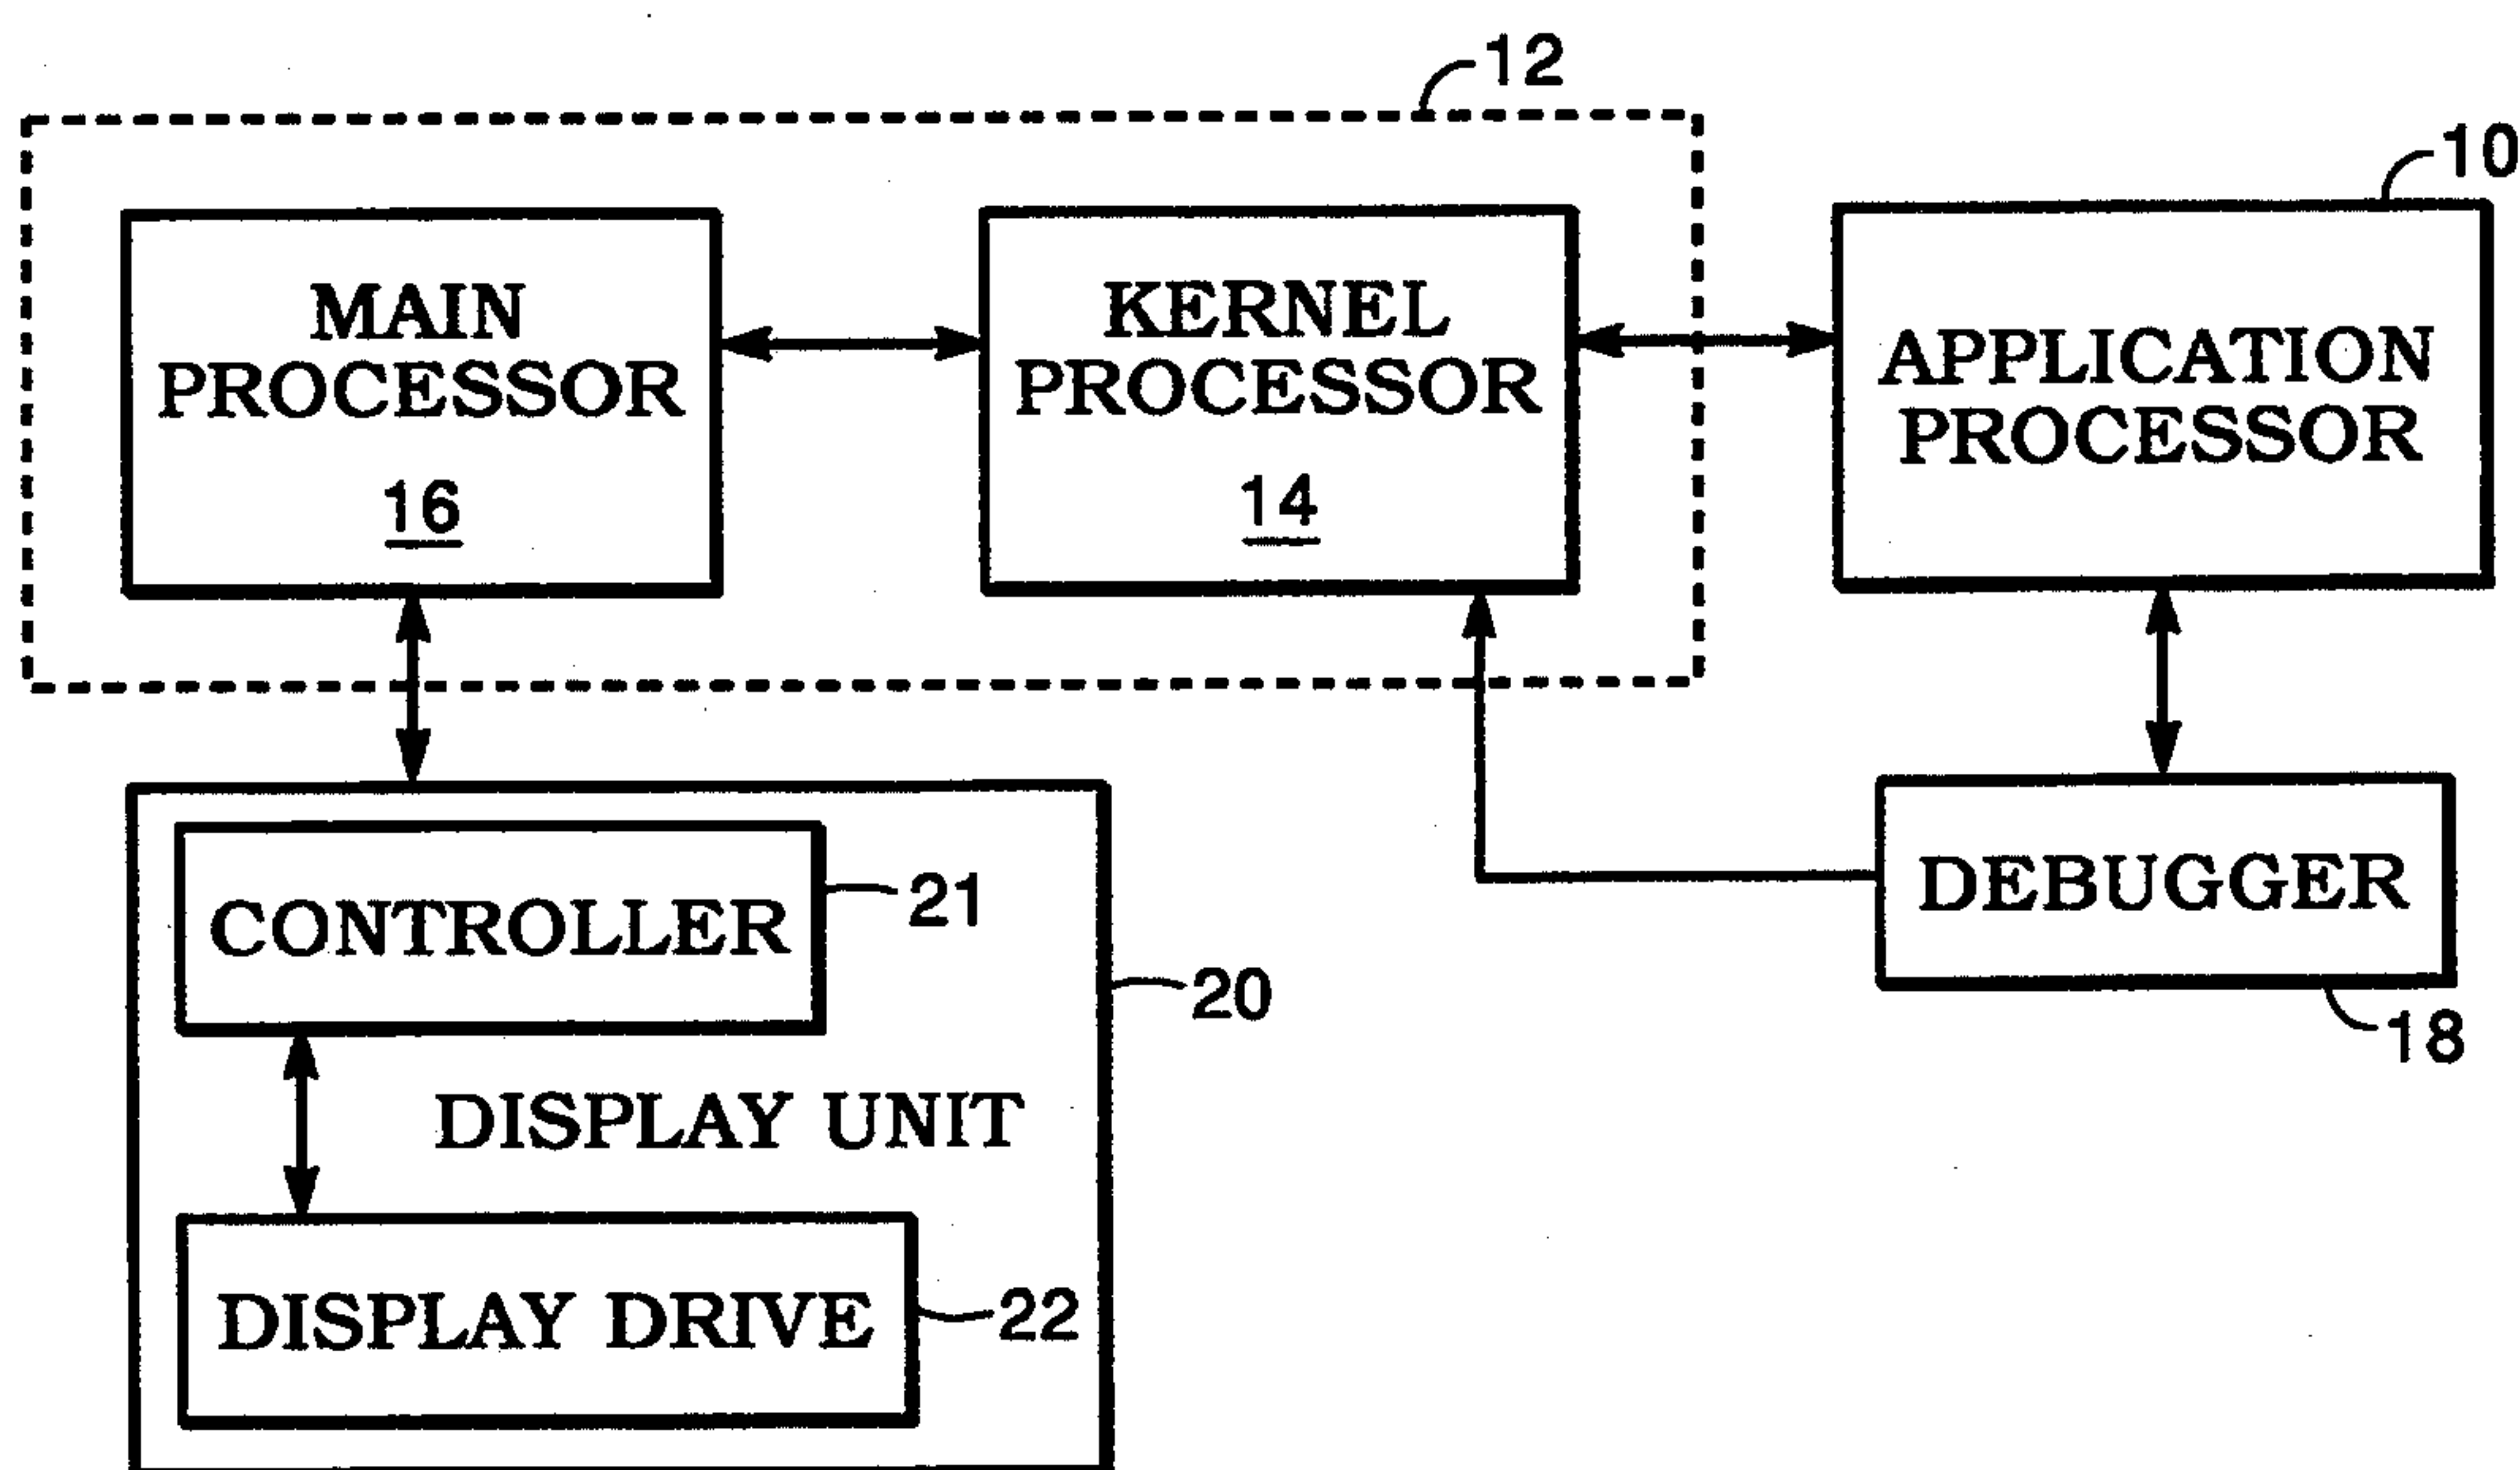 12
10
MAIN
PROCESSOR
16
KERNEL
PROCESSOR
14
APPLICATION
PROCESSOR
CONTROLLER
21
20
DEBUGGER
18
DISPLAY UNIT
DISPLAY DRIVE
22